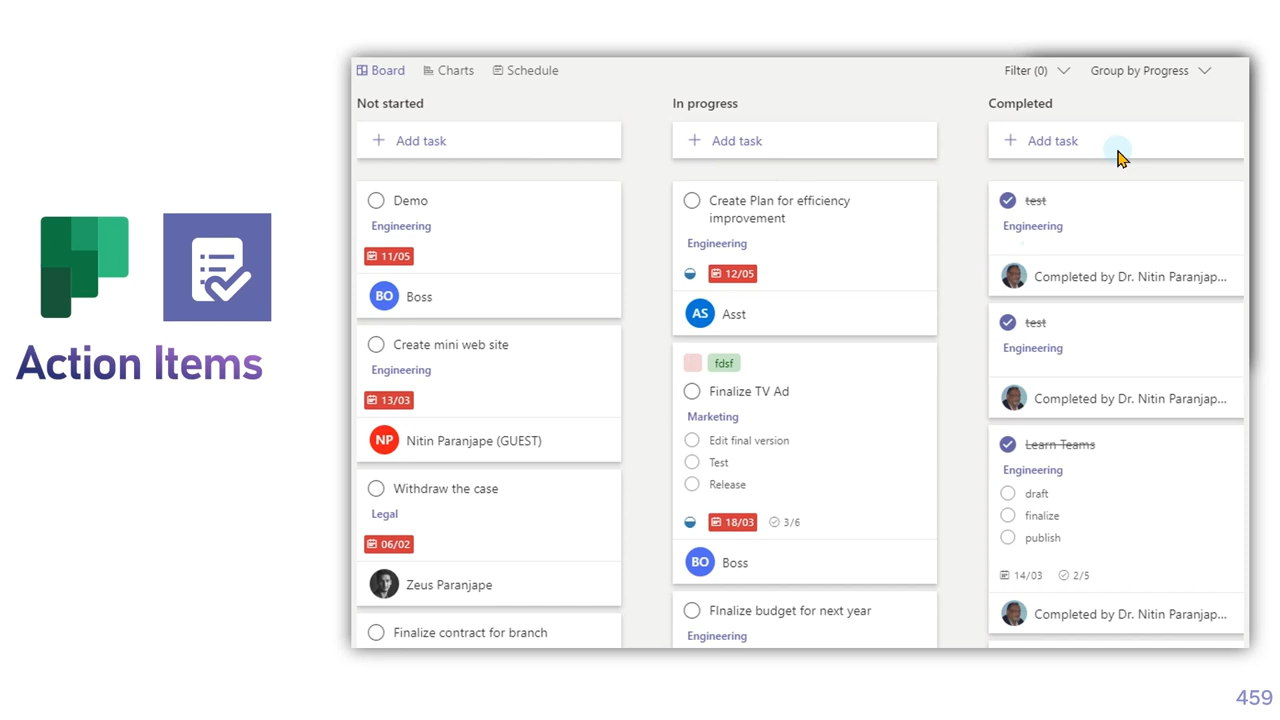 Action Items
Board Charts Schedule
Filter (0) Group by Progress
Not started
Add task
Demo
Engineering
11/05
BO Boss
Create mini web site
Engineering
13/03
NP Nitin Paranjape (GUEST)
Withdraw the case
Legal
06/02
Zeus Paranjape
Finalize contract for branch
In progress
Add task
Create Plan for efficiency
improvement
Engineering
12/05
AS Asst
fdsf
Finalize TV Ad
Marketing
Edit final version
Test
Release
18/03 3/6
BO Boss
FInalize budget for next year
Engineering
Completed
Add task
test
Engineering
Completed by Dr. Nitin Paranjap...
test
Engineering
Completed by Dr. Nitin Paranjap...
Learn Teams
Engineering
draft
finalize
publish
14/03 2/5
Completed by Dr. Nitin Paranjap...
459